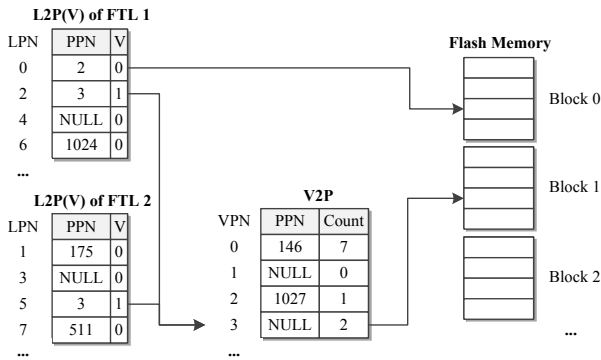 L2P(V) of FTL 1
LPN PPN V
0 2 0
2 3 1
4 NULL 0
6 1024 0
...
L2P(V) of FTL 2
LPN PPN V
1 175 0
3 NULL 0
5 3 1
7 511 0
...
V2P
VPN PPN Count
0 146 7
1 NULL 0
2 1027 1
3 NULL 2
...
Flash Memory
Block 0
Block 1
Block 2
...